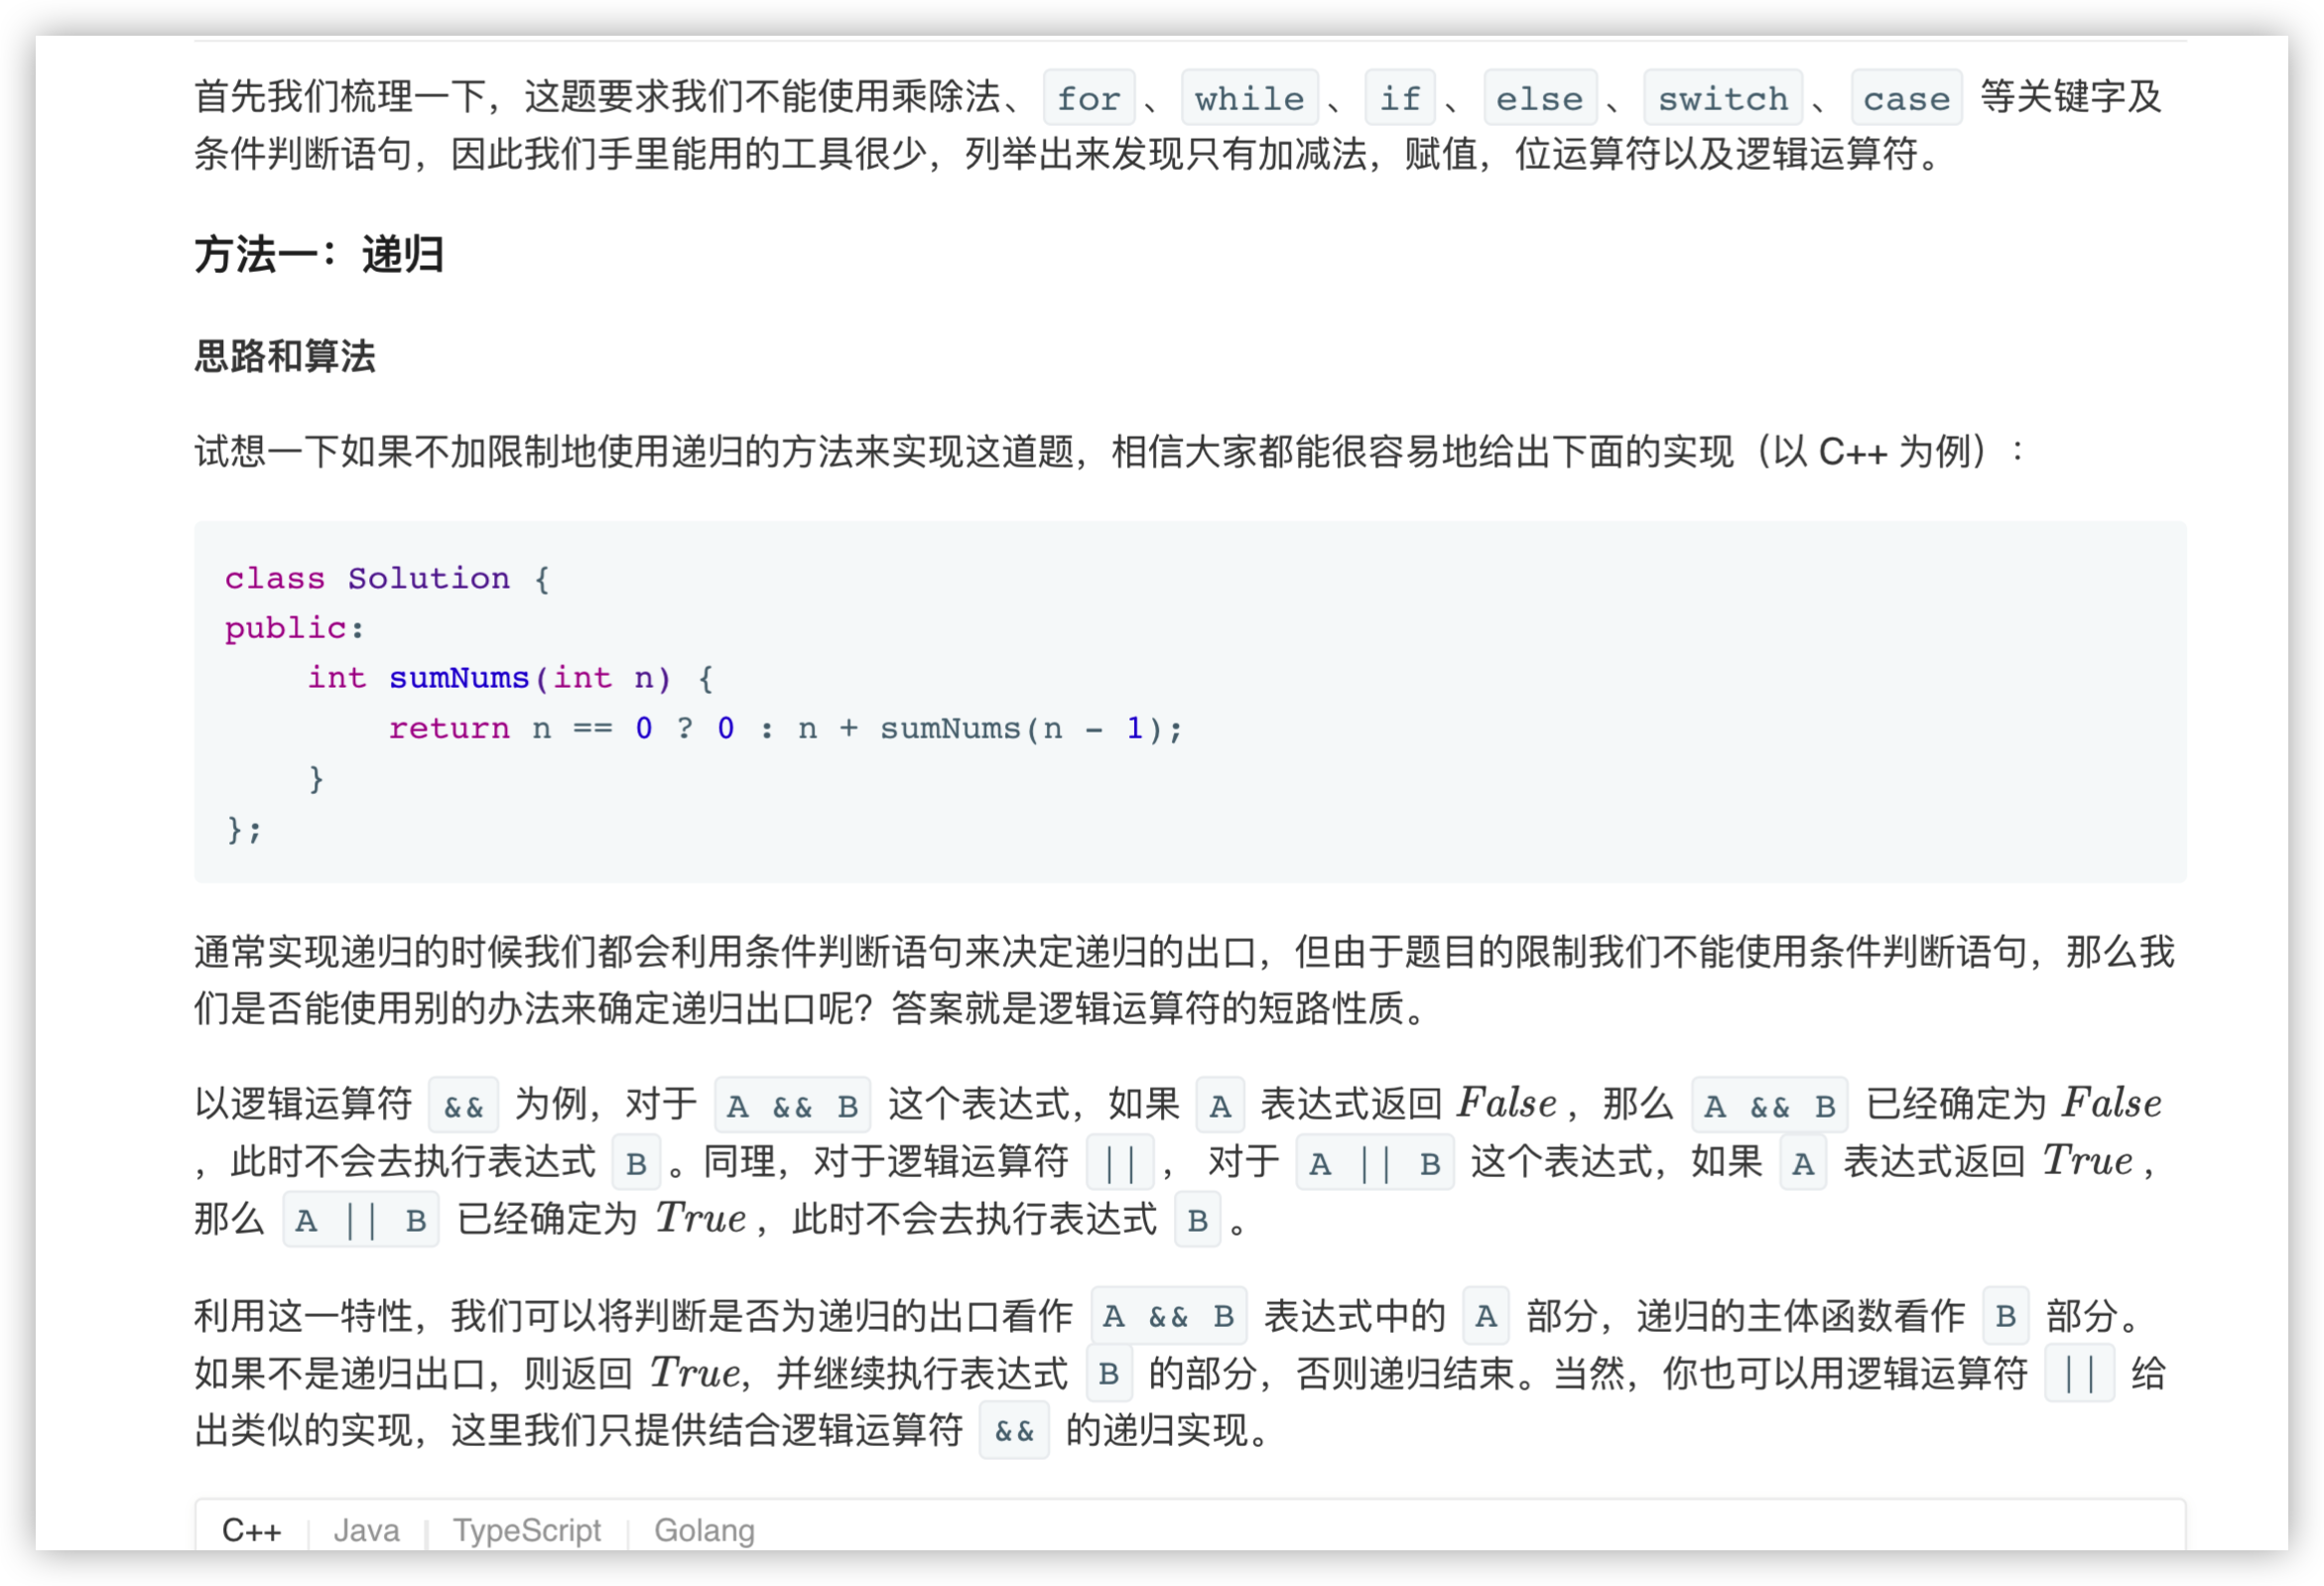 首先我们梳理一下，这题要求我们不能使用乘除法、 for 、 while 、 if 、 else 、 switch 、 case 等关键字及
条件判断语句，因此我们手里能用的工具很少，列举出来发现只有加减法，赋值，位运算符以及逻辑运算符。
方法一：递归
思路和算法
试想一下如果不加限制地使用递归的方法来实现这道题，相信大家都能很容易地给出下面的实现（以 C++ 为例）：
class Solution {
public:
    int sumNums(int n) {
        return n == 0 ? 0 : n + sumNums(n - 1);
    }
};
通常实现递归的时候我们都会利用条件判断语句来决定递归的出口，但由于题目的限制我们不能使用条件判断语句，那么我
们是否能使用别的办法来确定递归出口呢？答案就是逻辑运算符的短路性质。
以逻辑运算符 && 为例，对于 A && B 这个表达式，如果 A 表达式返回 False ，那么 A && B 已经确定为 False
，此时不会去执行表达式 B 。同理，对于逻辑运算符 || ， 对于 A || B 这个表达式，如果 A 表达式返回 True ，
那么 A || B 已经确定为 True ，此时不会去执行表达式 B 。
利用这一特性，我们可以将判断是否为递归的出口看作 A && B 表达式中的 A 部分，递归的主体函数看作 B 部分。
如果不是递归出口，则返回 True，并继续执行表达式 B 的部分，否则递归结束。当然，你也可以用逻辑运算符 || 给
出类似的实现，这里我们只提供结合逻辑运算符 && 的递归实现。
C++ Java TypeScript Golang